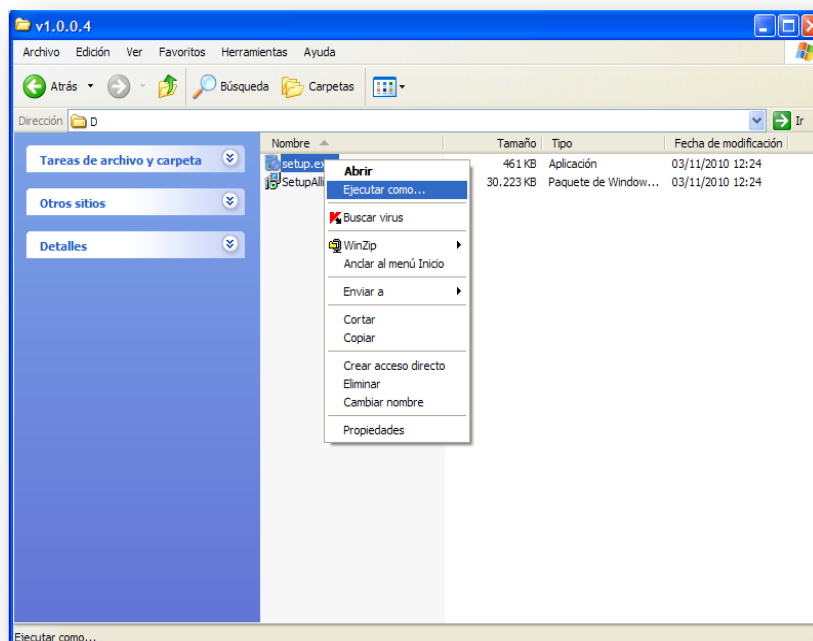 v1.0.0.4
Archivo Edición Ver Favoritos Herramientas Ayuda
Atrás Búsqueda Carpetas
Dirección D Ir
Nombre Tamaño Tipo Fecha de modificación
Tareas de archivo y carpeta
Otros sitios
Detalles
setup.ex 461 KB Aplicación 03/11/2010 12:24
SetupAlli 30.223 KB Paquete de Window... 03/11/2010 12:24
Abrir
Ejecutar como...
Buscar virus
WinZip
Anclar al menú Inicio
Enviar a
Cortar
Copiar
Crear acceso directo
Eliminar
Cambiar nombre
Propiedades
Ejecutar como...